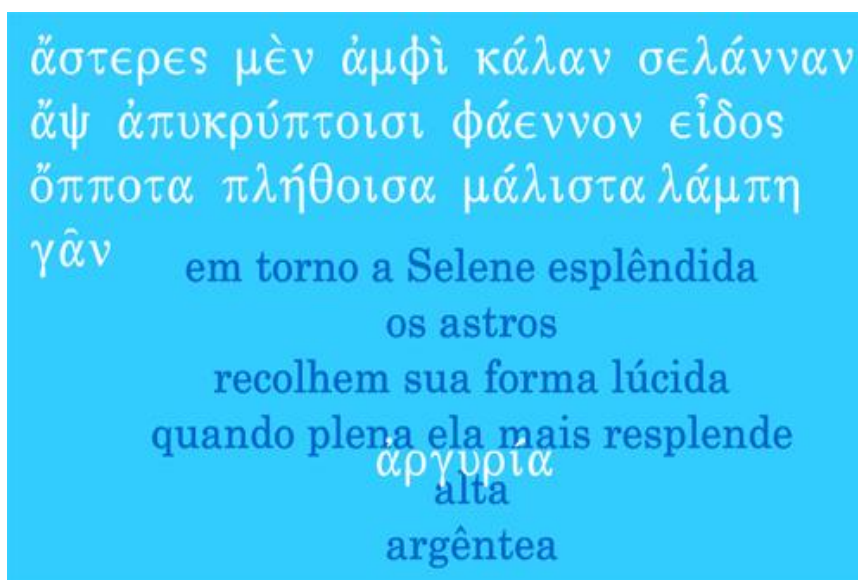 ἄστερες μὲν ἀμφὶ κάλαν σελάνναν
ἄψ ἀπυκρύπτοισι φάεννον εἶδος
ὄπποτα πλήθοισα μάλιστα λάμπη
γᾶν
em torno a Selene esplêndida
os astros
recolhem sua forma lúcida
quando plena ela mais resplende
ἀργυρία
alta
argêntea